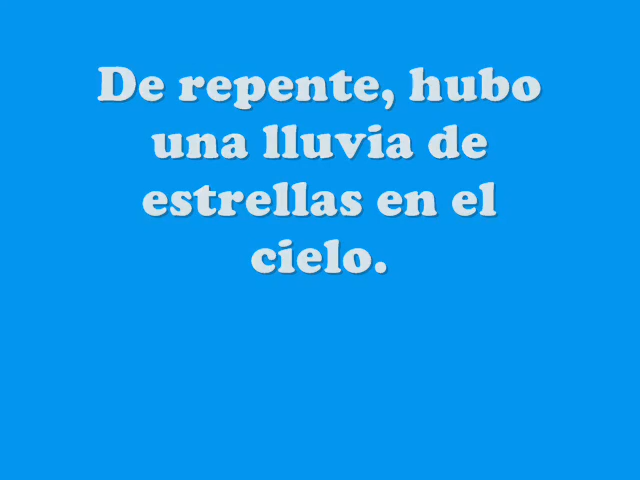 De repente, hubo
una lluvia de
estrellas en el
cielo.